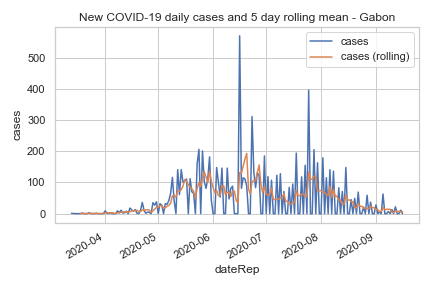 New COVID-19 daily cases and 5 day rolling mean - Gabon
cases
cases (rolling)
500
400
300
200
100
0
cases
2020-04
2020-05
2020-06
2020-07
2020-08
2020-09
dateRep